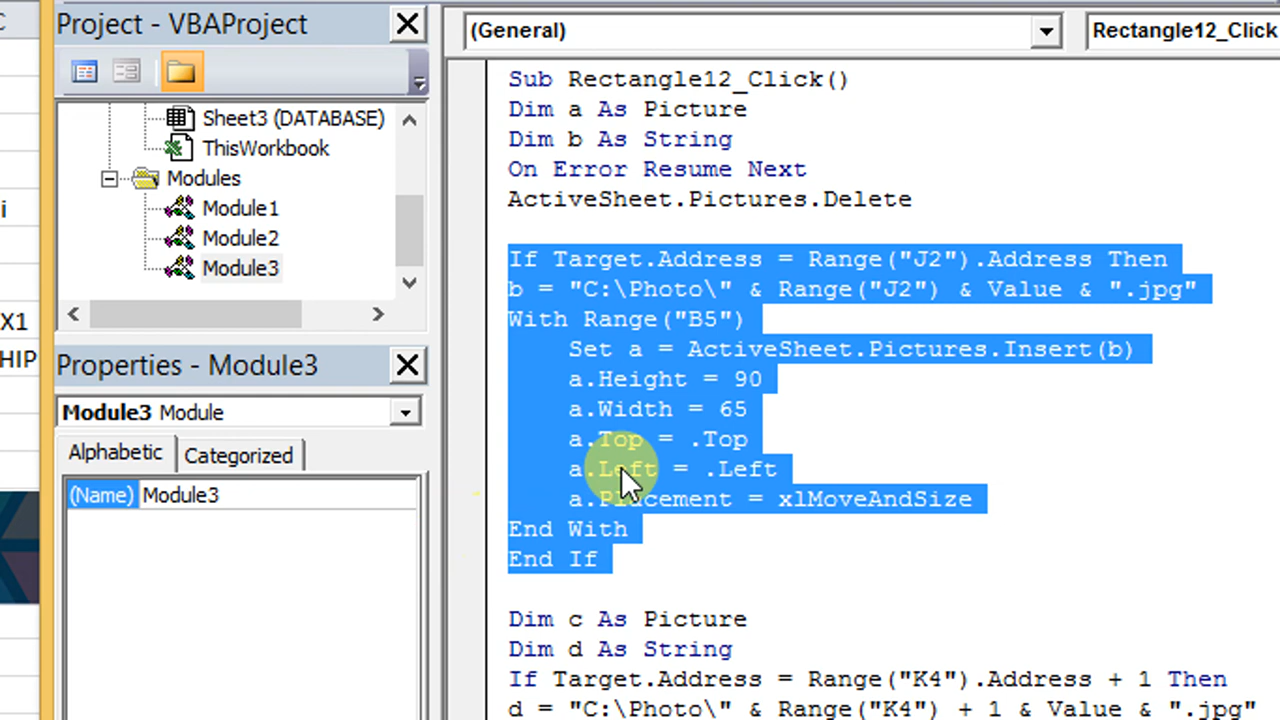 C
Project - VBAProject
(General)
Rectangle12_Click
Sheet3 (DATABASE)
ThisWorkbook
Modules
Module1
Module2
Module3
i
X1
HIP
Properties - Module3
Module3 Module
Alphabetic
Categorized
(Name) Module3
Sub Rectangle12_Click()
Dim a As Picture
Dim b As String
On Error Resume Next
ActiveSheet.Pictures.Delete
If Target.Address = Range("J2").Address Then
b = "C:\Photo\" & Range("J2") & Value & ".jpg"
With Range("B5")
Set a = ActiveSheet.Pictures.Insert(b)
a.Height = 90
a.Width = 65
a.Top = .Top
a.Left = .Left
a.Placement = xlMoveAndSize
End With
End If
Dim c As Picture
Dim d As String
If Target.Address = Range("K4").Address + 1 Then
d = "C:\Photo\" & Range("K4") + 1 & Value & ".jpg"